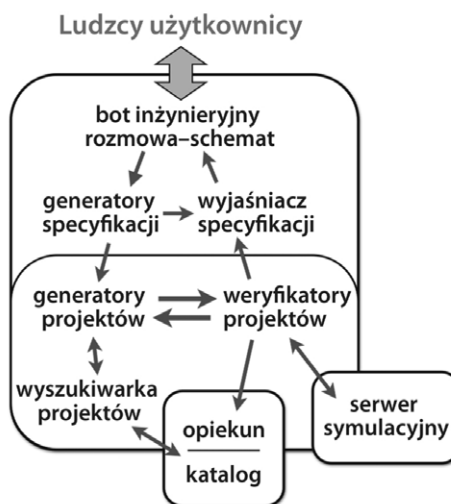 Ludzcy użytkownicy
bot inżynieryjny
rozmowa–schemat
generatory
specyfikacji
wyjaśniacz
specyfikacji
generatory
projektów
weryfikatory
projektów
wyszukiwarka
projektów
opiekun
katalog
serwer
symulacyjny